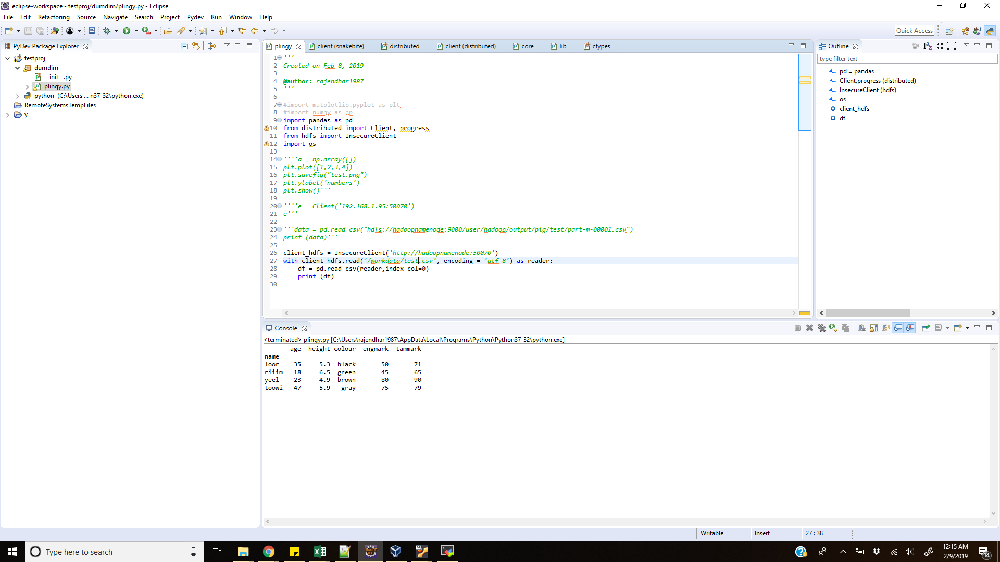 eclipse-workspace - testproj/dumdim/plingy.py - Eclipse
File Edit Refactoring Source Navigate Search Project Pydev Run Window Help
Quick Access
PyDev Package Explorer
testproj
dumdim
__init__.py
plingy.py
python (C:\Users ... n37-32\python.exe)
RemoteSystemsTempFiles
y
plingy client (snakebite) distributed client (distributed) core lib ctypes
1 '''
2 Created on Feb 8, 2019
3
4 @author: rajendhar1987
5 '''
6
7 #import matplotlib.pyplot as plt
8 #import numpy as np
9 import pandas as pd
10 from distributed import Client, progress
11 from hdfs import InsecureClient
12 import os
13
14 ''''a = np.array([])
15 plt.plot([1,2,3,4])
16 plt.savefig("test.png")
17 plt.ylabel('numbers')
18 plt.show()'''
19
20 ''''e = Client('192.168.1.95:50070')
21 e'''
22
23 '''data = pd.read_csv("hdfs://hadoopnamenode:9000/user/hadoop/output/pig/test/part-m-00001.csv")
24 print (data)'''
25
26 client_hdfs = InsecureClient('http://hadoopnamenode:50070')
27 with client_hdfs.read('/workdata/test.csv', encoding = 'utf-8') as reader:
28 df = pd.read_csv(reader,index_col=0)
29 print (df)
30
Outline
type filter text
pd = pandas
Client,progress (distributed)
InsecureClient (hdfs)
os
client_hdfs
df
Console
<terminated> plingy.py [C:\Users\rajendhar1987\AppData\Local\Programs\Python\Python37-32\python.exe]
age height colour engmark tammark
name
loor 35 5.3 black 50 71
riiim 18 6.5 green 45 65
yeel 23 4.9 brown 80 90
toowi 47 5.9 gray 75 79
Writable Insert 27 : 38
Type here to search
12:15 AM
2/9/2019
14